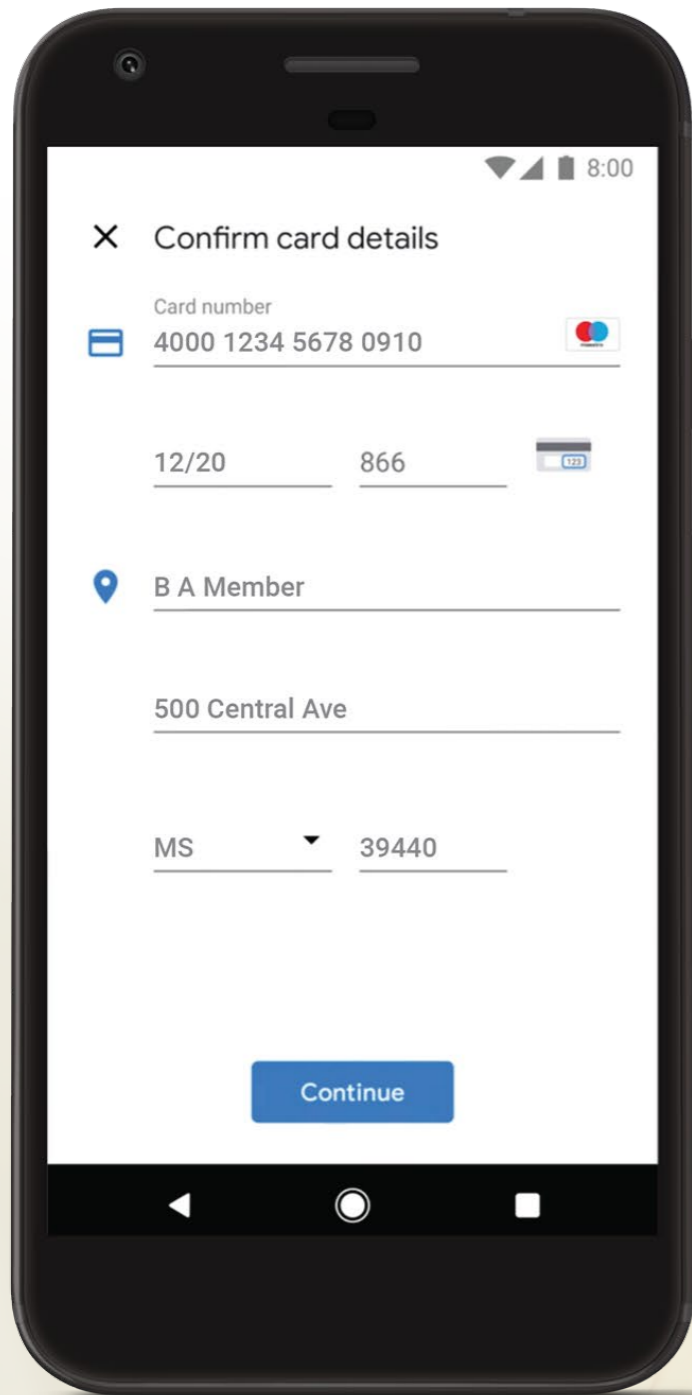 8:00
Confirm card details
Card number
4000 1234 5678 0910
12/20 866
123
B A Member
500 Central Ave
MS 39440
Continue